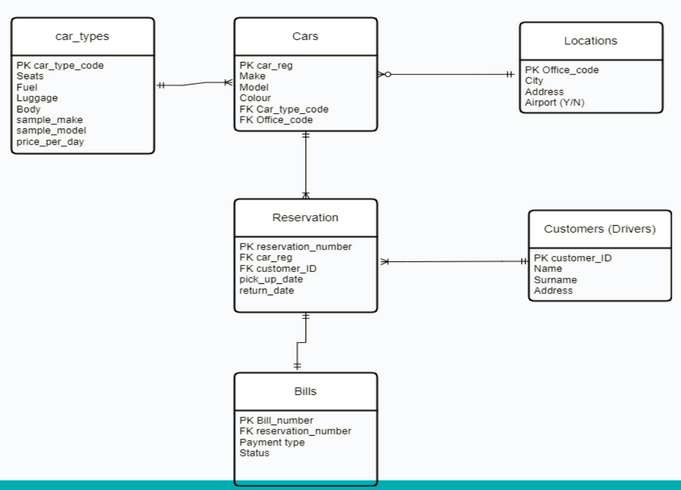 car_types
PK car_type_code
Seats
Fuel
Luggage
Body
sample_make
sample_model
price_per_day
Cars
PK car_reg
Make
Model
Colour
FK Car_type_code
FK Office_code
Locations
PK Office_code
City
Address
Airport (Y/N)
Reservation
PK reservation_number
FK car_reg
FK customer_ID
pick_up_date
return_date
Customers (Drivers)
PK customer_ID
Name
Surname
Address
Bills
PK Bill_number
FK reservation_number
Payment type
Status